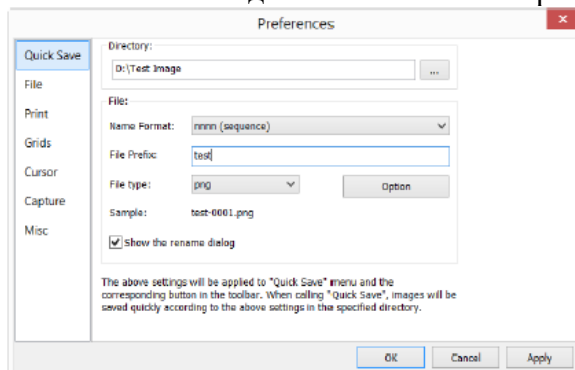 Preferences
Quick Save
File
Print
Grids
Cursor
Capture
Misc
Directory:
D:\Test Image
...
File:
Name Format: nnnn (sequence)
File Prefix: test
File type: png Option
Sample: test-0001.png
Show the rename dialog
The above settings will be applied to "Quick Save" menu and the
corresponding button in the toolbar. When calling "Quick Save", images will be
saved quickly according to the above settings in the specified directory.
OK Cancel Apply